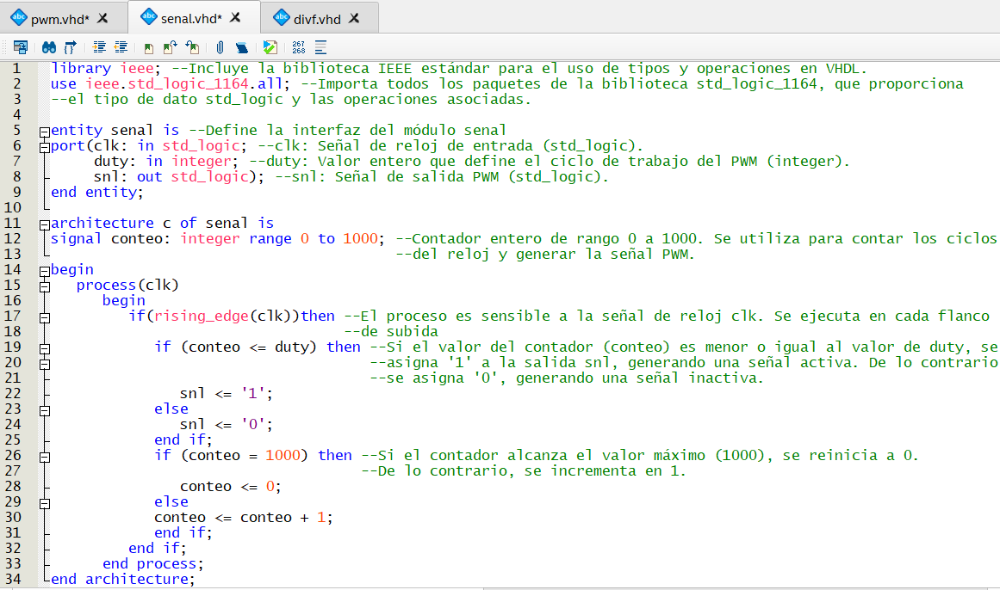 pwm.vhd* senal.vhd* divf.vhd
267
268
1 library ieee; --Incluye la biblioteca IEEE estándar para el uso de tipos y operaciones en VHDL.
2 use ieee.std_logic_1164.all; --Importa todos los paquetes de la biblioteca std_logic_1164, que proporciona
3 --el tipo de dato std_logic y las operaciones asociadas.
4
5 entity senal is --Define la interfaz del módulo senal
6 port(clk: in std_logic; --clk: Señal de reloj de entrada (std_logic).
7 duty: in integer; --duty: Valor entero que define el ciclo de trabajo del PWM (integer).
8 snl: out std_logic); --snl: Señal de salida PWM (std_logic).
9 end entity;
10
11 architecture c of senal is
12 signal conteo: integer range 0 to 1000; --Contador entero de rango 0 a 1000. Se utiliza para contar los ciclos
13 --del reloj y generar la señal PWM.
14 begin
15 process(clk)
16 begin
17 if(rising_edge(clk))then --El proceso es sensible a la señal de reloj clk. Se ejecuta en cada flanco
18 --de subida
19 if (conteo <= duty) then --Si el valor del contador (conteo) es menor o igual al valor de duty, se
20 --asigna '1' a la salida snl, generando una señal activa. De lo contrario
21 --se asigna '0', generando una señal inactiva.
22 snl <= '1';
23 else
24 snl <= '0';
25 end if;
26 if (conteo = 1000) then --Si el contador alcanza el valor máximo (1000), se reinicia a 0.
27 --De lo contrario, se incrementa en 1.
28 conteo <= 0;
29 else
30 conteo <= conteo + 1;
31 end if;
32 end if;
33 end process;
34 end architecture;